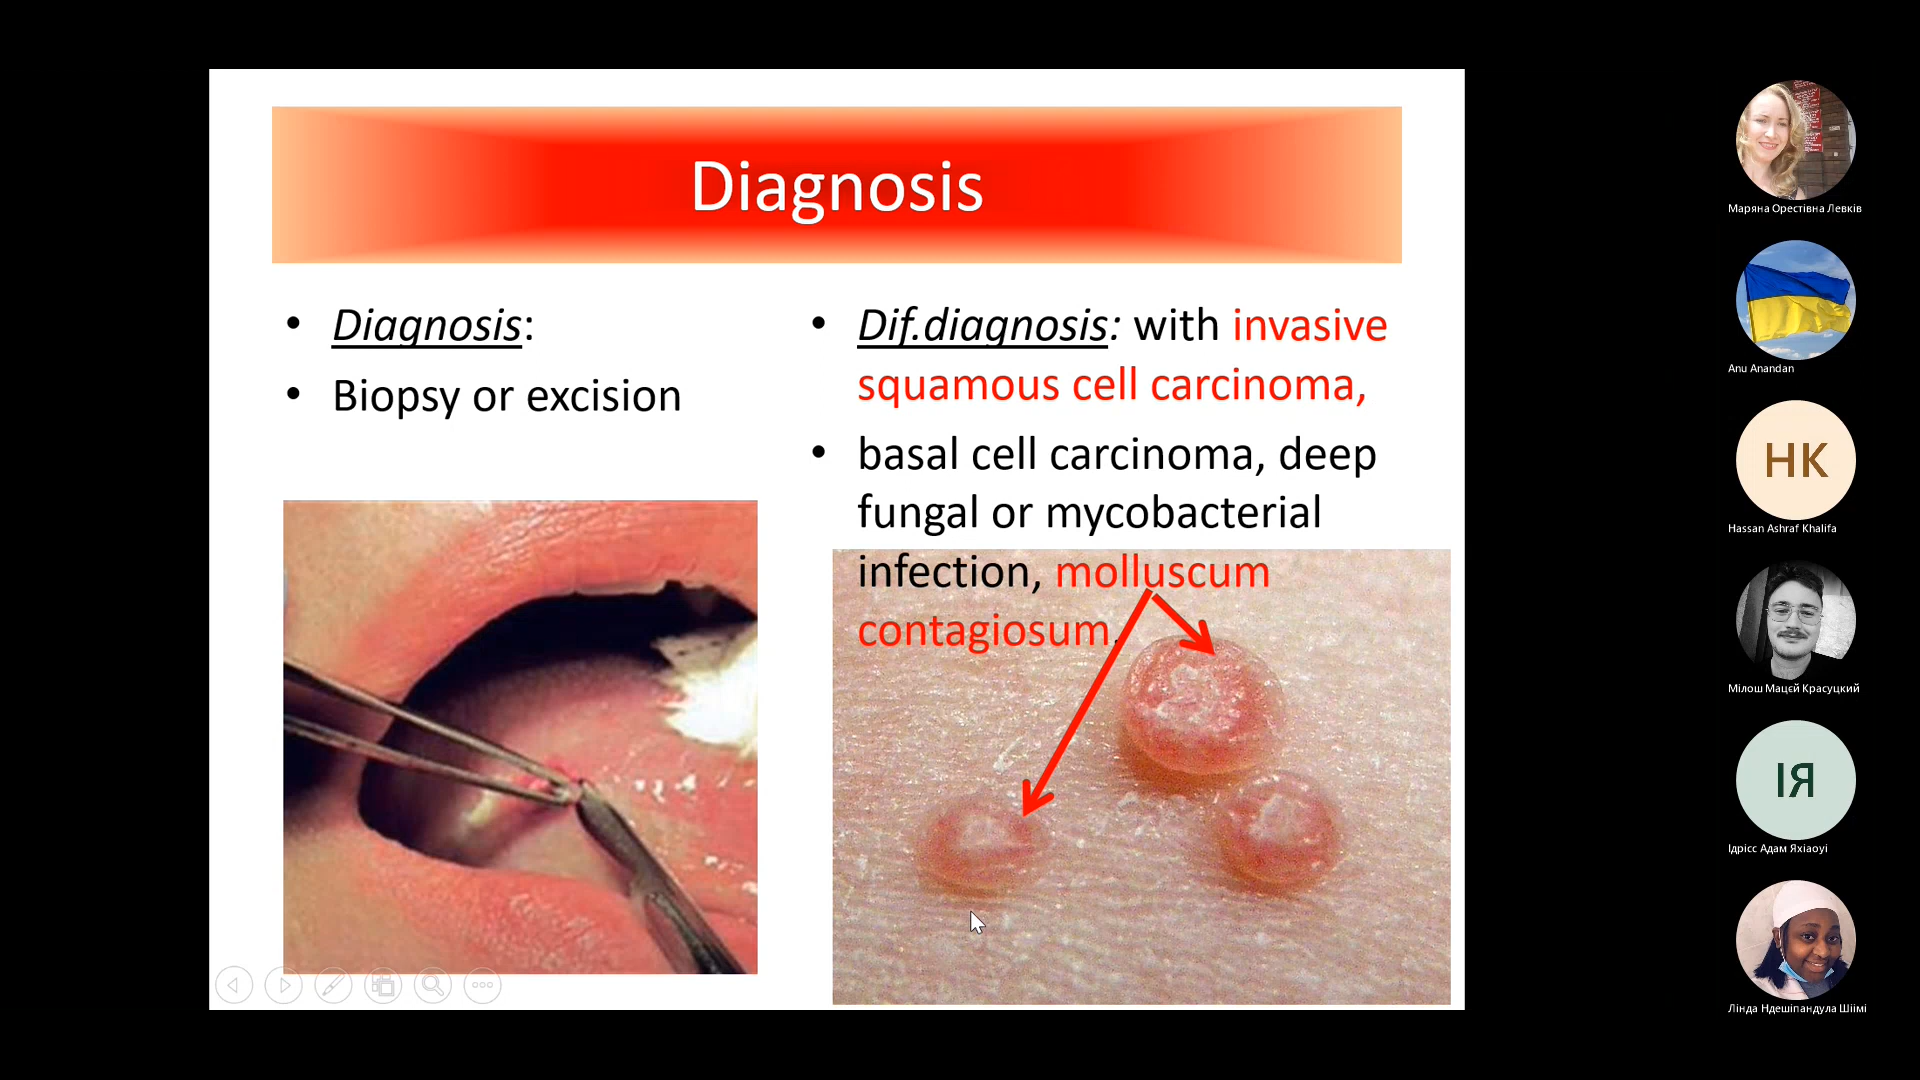 Diagnosis
• Diagnosis:
• Biopsy or excision
• Dif.diagnosis: with invasive
squamous cell carcinoma,
• basal cell carcinoma, deep
fungal or mycobacterial
infection, molluscum
contagiosum.
Маряна Орестівна Левків
Anu Anandan
НК
Hassan Ashraf Khalifa
Мілош Мацєй Красуцкий
ІЯ
Ідрісс Адам Яхіаоуі
Лінда Ндешіпандула Шіімі